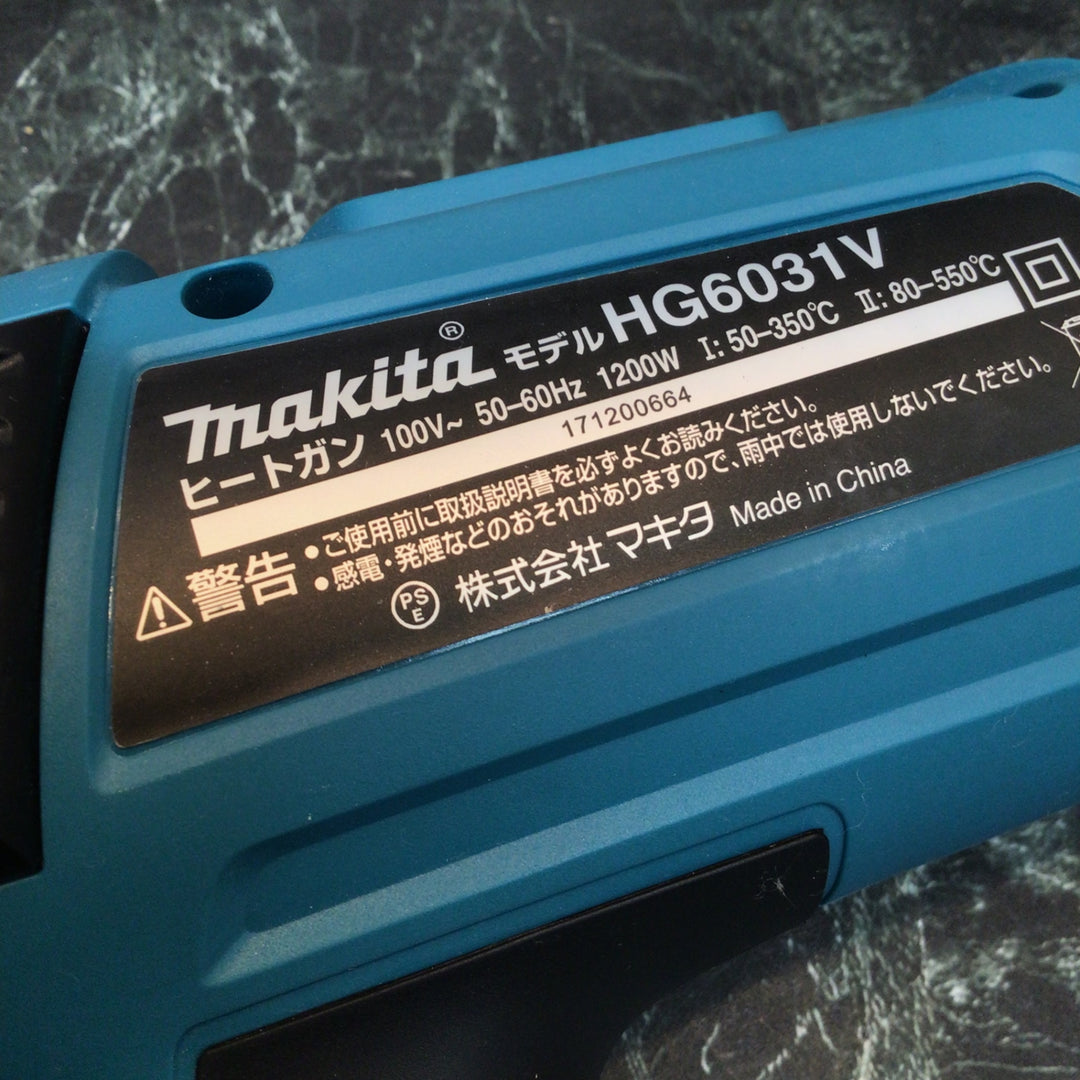 makita® モデル HG6031V
ヒートガン 100V~ 50–60Hz 1200W I: 50–350℃ II: 80–550℃
171200664
⚠警告 •ご使用前に取扱説明書を必ずよくお読みください。
•感電・発煙などのおそれがありますので、雨中では使用しないでください。
PSE 株式会社 マキタ Made in China